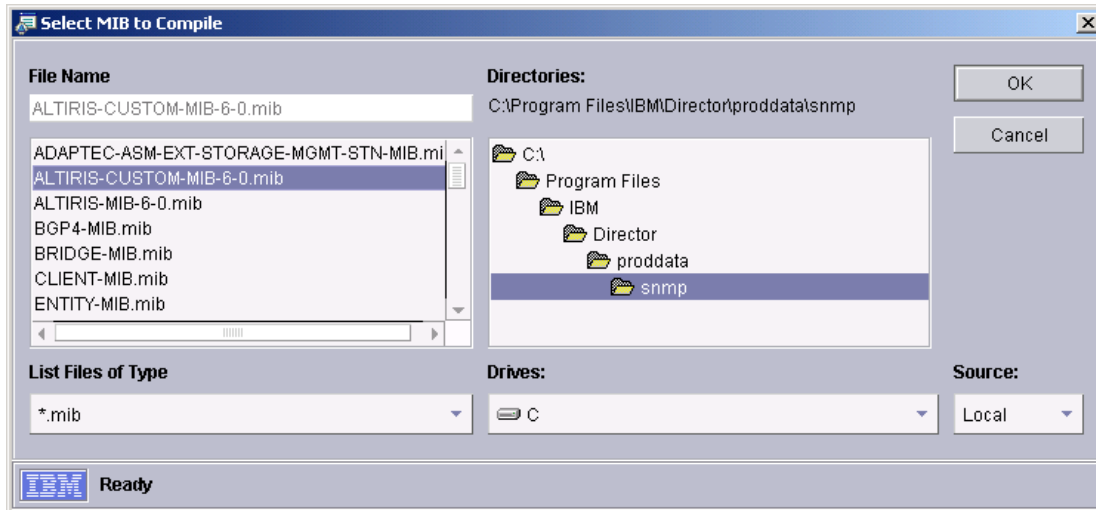 Select MIB to Compile
File Name
ALTIRIS-CUSTOM-MIB-6-0.mib
ADAPTEC-ASM-EXT-STORAGE-MGMT-STN-MIB.mi
ALTIRIS-CUSTOM-MIB-6-0.mib
ALTIRIS-MIB-6-0.mib
BGP4-MIB.mib
BRIDGE-MIB.mib
CLIENT-MIB.mib
ENTITY-MIB.mib
List Files of Type
*.mib
Directories:
C:\Program Files\IBM\Director\proddata\snmp
C:\
Program Files
IBM
Director
proddata
snmp
Drives:
C
OK
Cancel
Source:
Local
IBM Ready